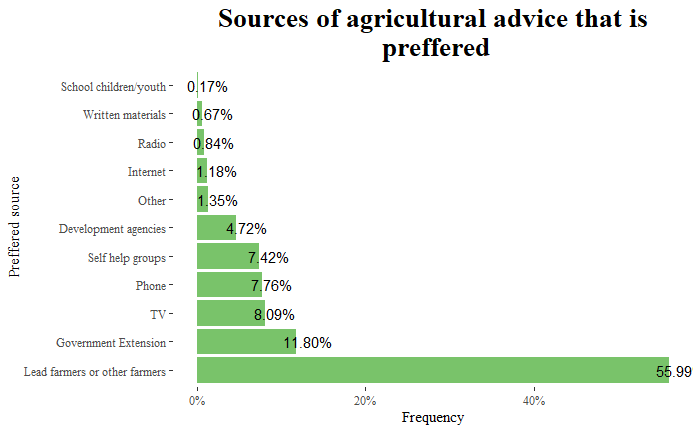 Sources of agricultural advice that is
preffered
Preffered source
School children/youth 0.17%
Written materials 0.67%
Radio 0.84%
Internet 1.18%
Other 1.35%
Development agencies 4.72%
Self help groups 7.42%
Phone 7.76%
TV 8.09%
Government Extension 11.80%
Lead farmers or other farmers 55.99
0% 20% 40%
Frequency